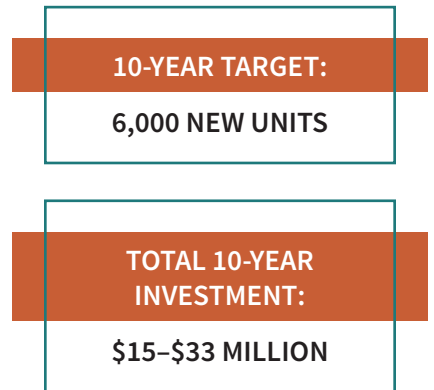 10-YEAR TARGET:
6,000 NEW UNITS
TOTAL 10-YEAR
INVESTMENT:
$15–$33 MILLION